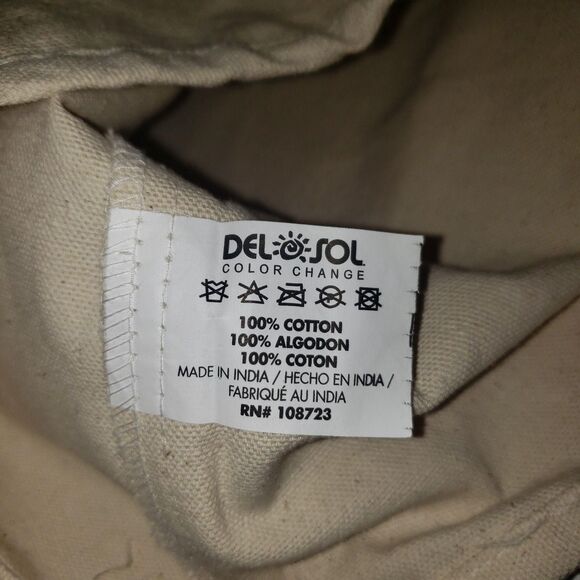 DEL SOL
COLOR CHANGE
100% COTTON
100% ALGODON
100% COTON
MADE IN INDIA / HECHO EN INDIA /
FABRIQUÉ AU INDIA
RN# 108723